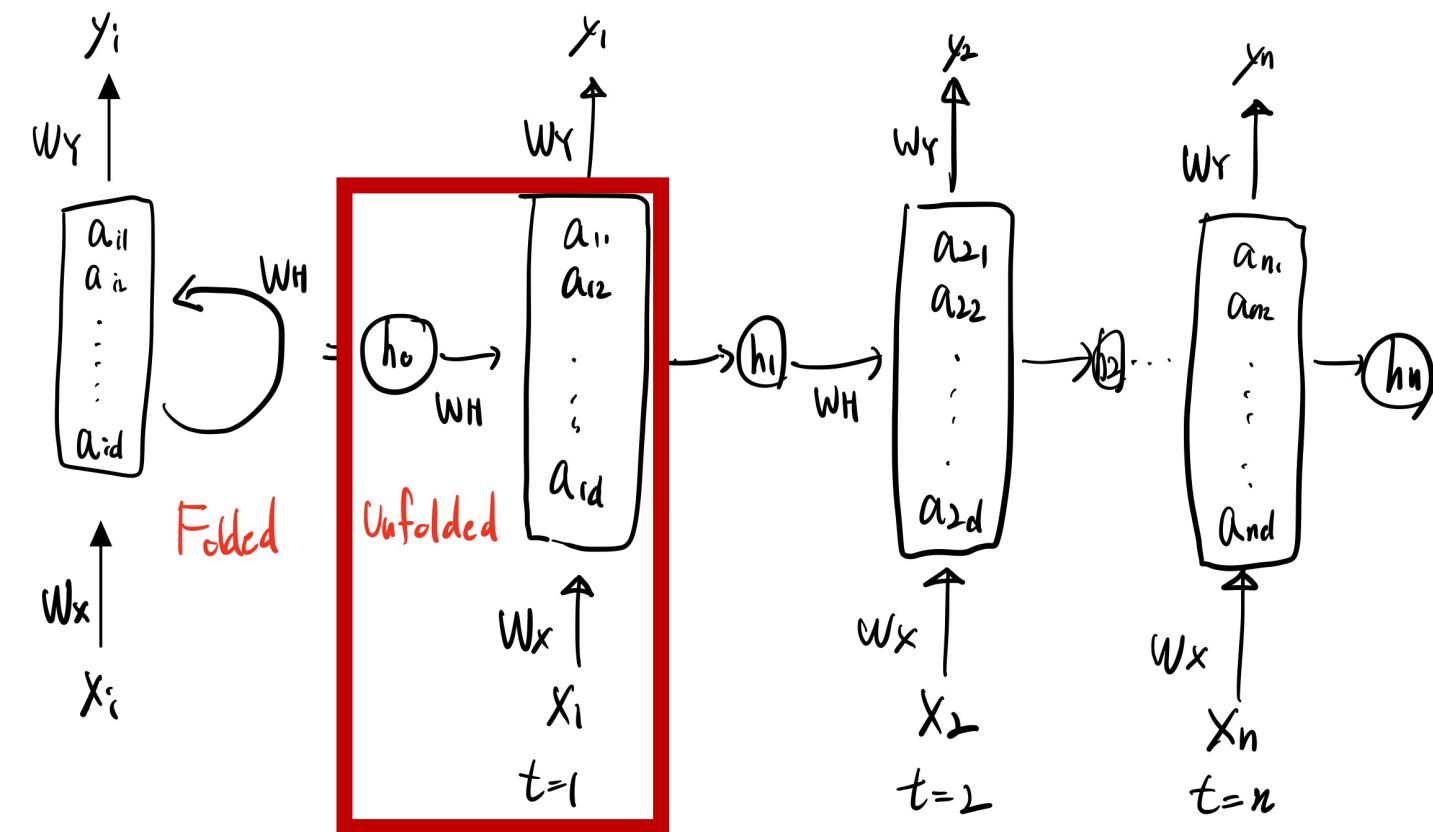 yi
y1
y2
yn
WY
WY
WY
WY
ai1
ai2
aid
WH
=
h0
WH
a11
a12
a1d
h1
WH
a21
a22
a2d
h2
an1
an2
and
hn
Folded
Unfolded
Wx
Wx
Wx
Wx
Xi
X1
X2
Xn
t=1
t=2
t=n